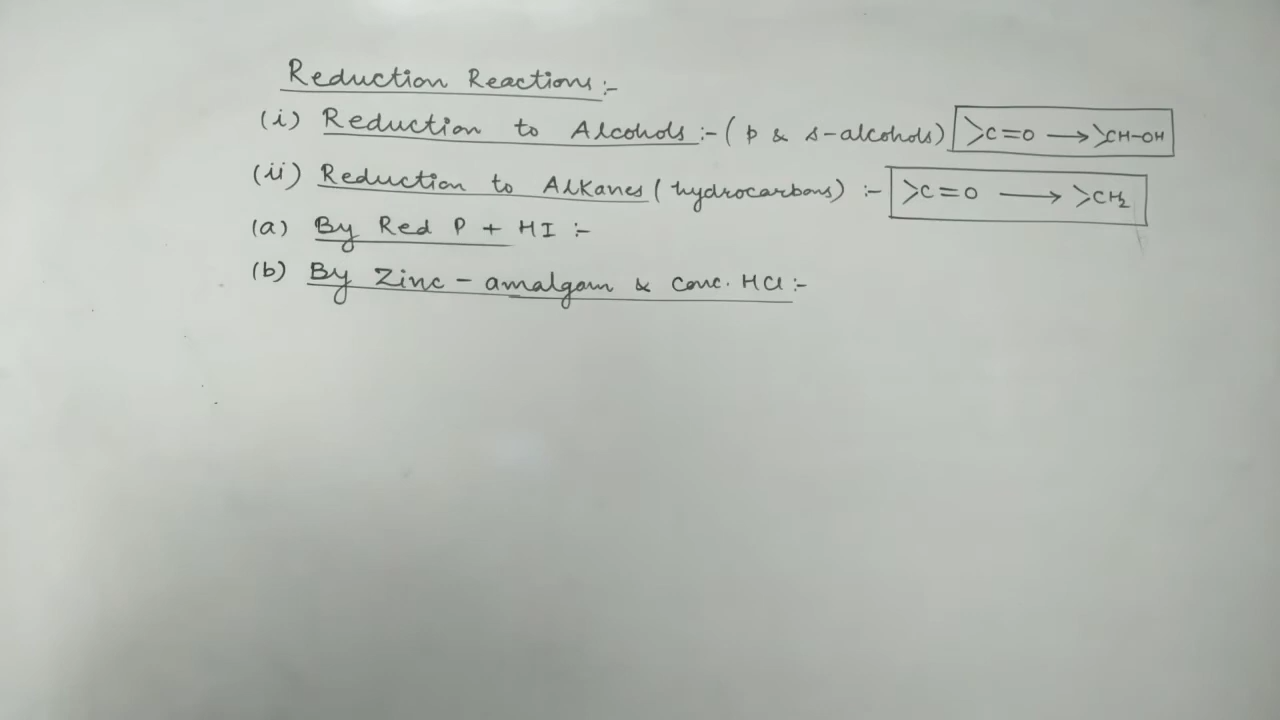 Reduction Reactions :-
(i) Reduction to Alcohols :- (p & s-alcohols) >C=O ⟶ >CH-OH
(ii) Reduction to Alkanes (hydrocarbons) :- >C=O ⟶ >CH₂
(a) By Red P + HI :-
(b) By Zinc - amalgam & conc. HCl :-